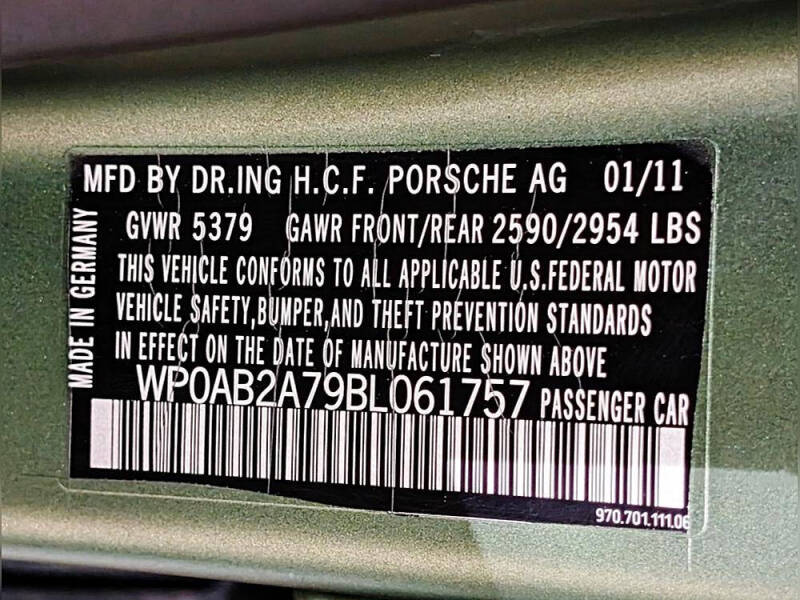 MFD BY DR.ING H.C.F. PORSCHE AG 01/11
GVWR 5379 GAWR FRONT/REAR 2590/2954 LBS
THIS VEHICLE CONFORMS TO ALL APPLICABLE U.S.FEDERAL MOTOR
VEHICLE SAFETY,BUMPER,AND THEFT PREVENTION STANDARDS
IN EFFECT ON THE DATE OF MANUFACTURE SHOWN ABOVE
WP0AB2A79BL061757 PASSENGER CAR
MADE IN GERMANY
970.701.111.06